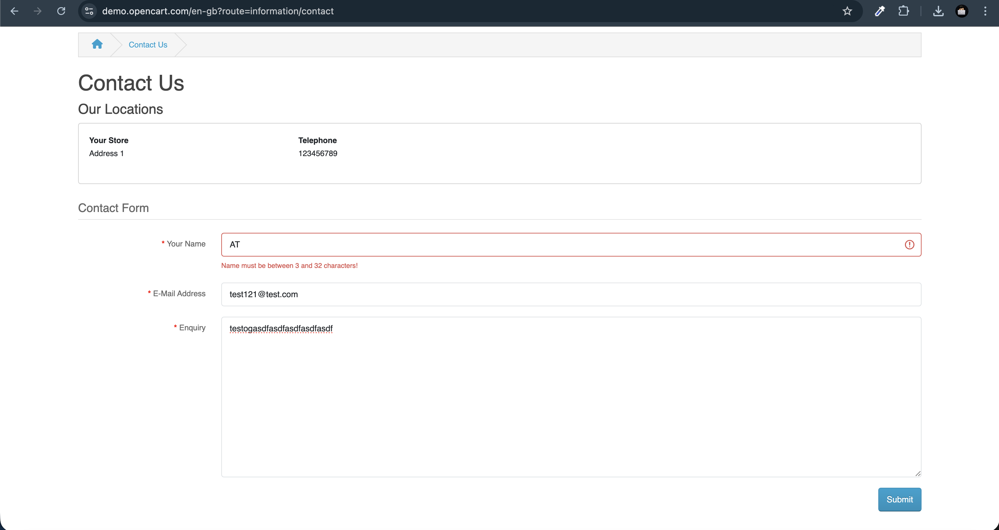 demo.opencart.com/en-gb?route=information/contact
Contact Us
Contact Us
Our Locations
Your Store
Address 1
Telephone
123456789
Contact Form
* Your Name
AT
Name must be between 3 and 32 characters!
* E-Mail Address
test121@test.com
* Enquiry
testogasdfasdfasdfasdfasdf
Submit